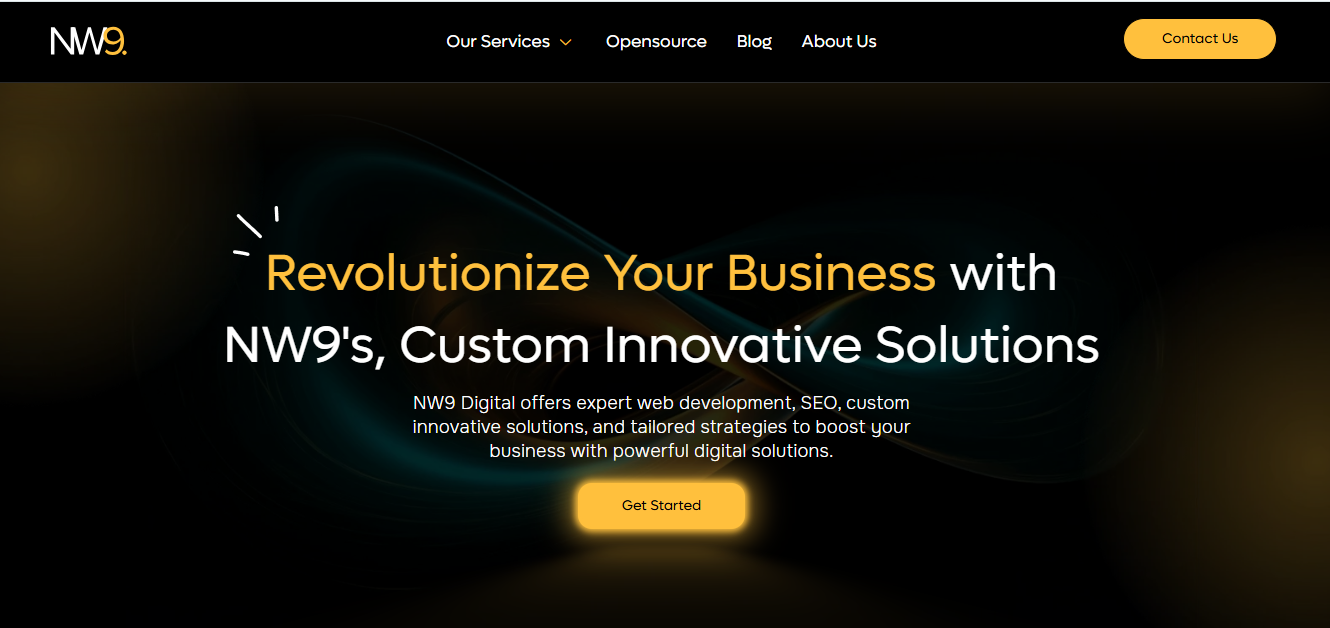 NW9.
Our Services
Opensource
Blog
About Us
Contact Us
Revolutionize Your Business with
NW9's, Custom Innovative Solutions
NW9 Digital offers expert web development, SEO, custom
innovative solutions, and tailored strategies to boost your
business with powerful digital solutions.
Get Started